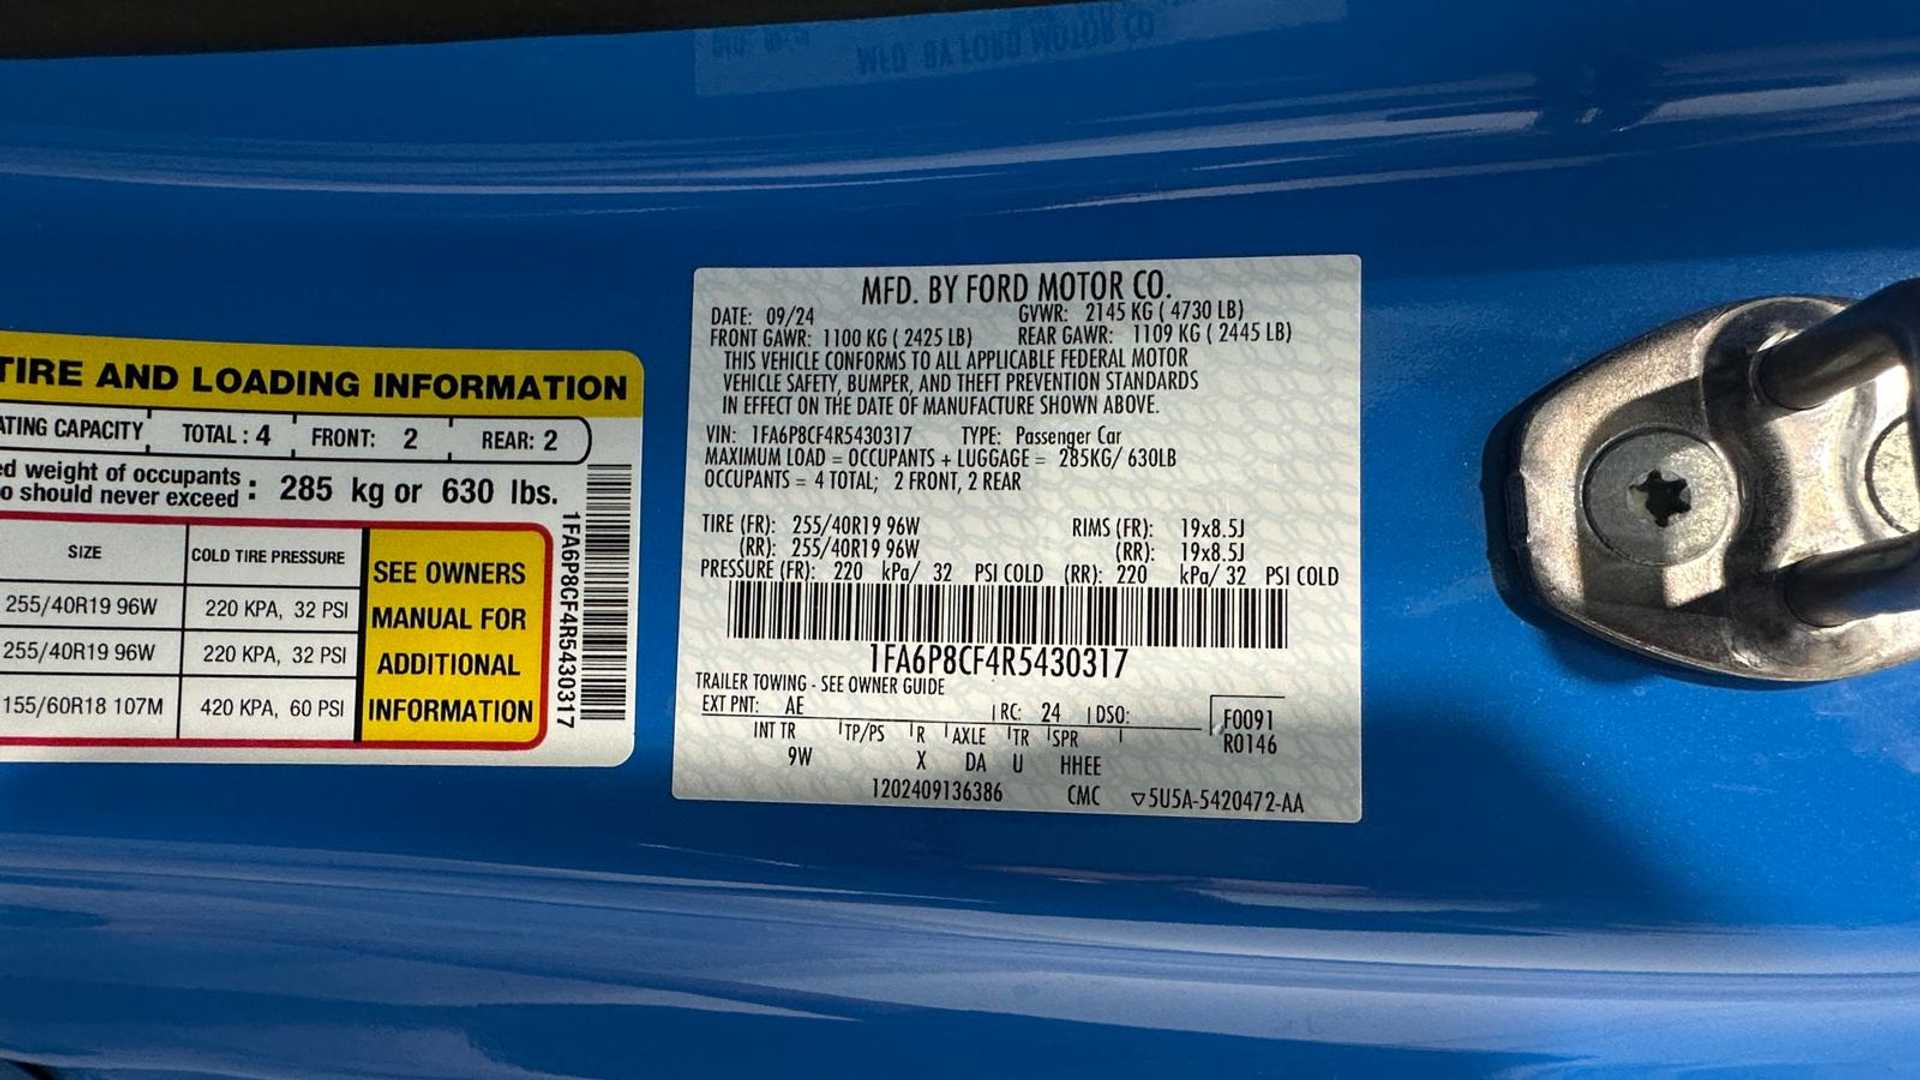 TIRE AND LOADING INFORMATION
ATING CAPACITY TOTAL : 4 FRONT: 2 REAR: 2
ed weight of occupants
o should never exceed : 285 kg or 630 lbs.
SIZE COLD TIRE PRESSURE
255/40R19 96W 220 KPA, 32 PSI
255/40R19 96W 220 KPA, 32 PSI
155/60R18 107M 420 KPA, 60 PSI
SEE OWNERS
MANUAL FOR
ADDITIONAL
INFORMATION
1FA6P8CF4R5430317
MFD. BY FORD MOTOR CO.
MFD. BY FORD MOTOR CO.
DATE: 09/24 GVWR: 2145 KG ( 4730 LB)
FRONT GAWR: 1100 KG ( 2425 LB) REAR GAWR: 1109 KG ( 2445 LB)
THIS VEHICLE CONFORMS TO ALL APPLICABLE FEDERAL MOTOR
VEHICLE SAFETY, BUMPER, AND THEFT PREVENTION STANDARDS
IN EFFECT ON THE DATE OF MANUFACTURE SHOWN ABOVE.
VIN: 1FA6P8CF4R5430317 TYPE: Passenger Car
MAXIMUM LOAD = OCCUPANTS + LUGGAGE = 285KG/ 630LB
OCCUPANTS = 4 TOTAL; 2 FRONT, 2 REAR
TIRE (FR): 255/40R19 96W RIMS (FR): 19x8.5J
(RR): 255/40R19 96W (RR): 19x8.5J
PRESSURE (FR): 220 kPa/ 32 PSI COLD (RR): 220 kPa/ 32 PSI COLD
1FA6P8CF4R5430317
TRAILER TOWING - SEE OWNER GUIDE
EXT PNT: AE RC: 24 DSO: F0091
INT TR TP/PS R AXLE TR SPR R0146
9W X DA U HHEE
1202409136386 CMC ▽5U5A-5420472-AA